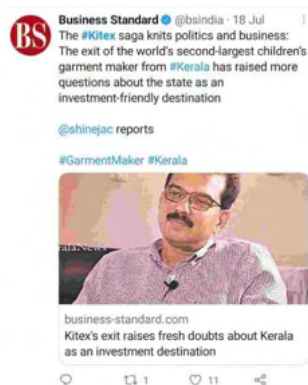 BS
Business Standard @bsindia · 18 Jul
The #Kitex saga knits politics and business:
The exit of the world's second-largest children's
garment maker from #Kerala has raised more
questions about the state as an
investment-friendly destination
@shinejac reports
#GarmentMaker #Kerala
alaNews
business-standard.com
Kitex's exit raises fresh doubts about Kerala
as an investment destination
1
11